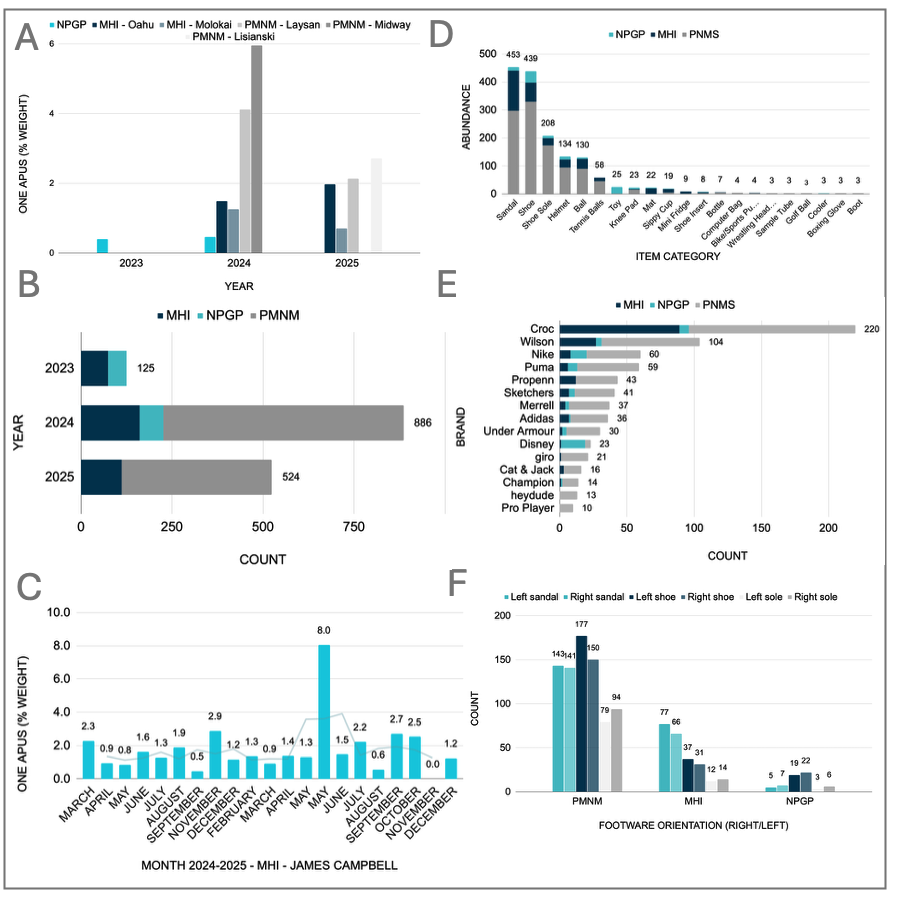 A
NPGP MHI - Oahu MHI - Molokai PMNM - Laysan PMNM - Midway
PMNM - Lisianski
6
4
2
0
ONE APUS (% WEIGHT)
2023 2024 2025
YEAR
D
NPGP MHI PNMS
500
400
300
200
100
0
ABUNDANCE
453 439 208 134 130 58 25 23 22 19 9 8 7 4 4 3 3 3 3 3 3
Sandal
Shoe
Shoe Sole
Helmet
Ball
Tennis Balls
Toy
Knee Pad
Mat
Sippy Cup
Mini Fridge
Shoe Insert
Bottle
Computer Bag
Bike/Sports Pu...
Wrestling Head...
Sample Tube
Golf Ball
Cooler
Boxing Glove
Boot
ITEM CATEGORY
B
MHI NPGP PMNM
YEAR
2023 125
2024 886
2025 524
0 250 500 750
COUNT
E
MHI NPGP PNMS
BRAND
Croc 220
Wilson 104
Nike 60
Puma 59
Propenn 43
Sketchers 41
Merrell 37
Adidas 36
Under Armour 30
Disney 23
giro 21
Cat & Jack 16
Champion 14
heydude 13
Pro Player 10
0 50 100 150 200
COUNT
C
10.0
8.0
6.0
4.0
2.0
0.0
ONE APUS (% WEIGHT)
2.3 0.9 0.8 1.6 1.3 1.9 0.5 2.9 1.2 1.3 0.9 1.4 1.3 8.0 1.5 2.2 0.6 2.7 2.5 0.0 1.2
MARCH
APRIL
MAY
JUNE
JULY
AUGUST
SEPTEMBER
NOVEMBER
DECEMBER
FEBRUARY
MARCH
APRIL
MAY
MAY
JUNE
JULY
AUGUST
SEPTEMBER
OCTOBER
NOVEMBER
DECEMBER
MONTH 2024-2025 - MHI - JAMES CAMPBELL
F
Left sandal Right sandal Left shoe Right shoe Left sole Right sole
200
150
100
50
0
COUNT
143 141 177 150 79 94
77 66 37 31 12 14
5 7 19 22 3 6
PMNM MHI NPGP
FOOTWARE ORIENTATION (RIGHT/LEFT)